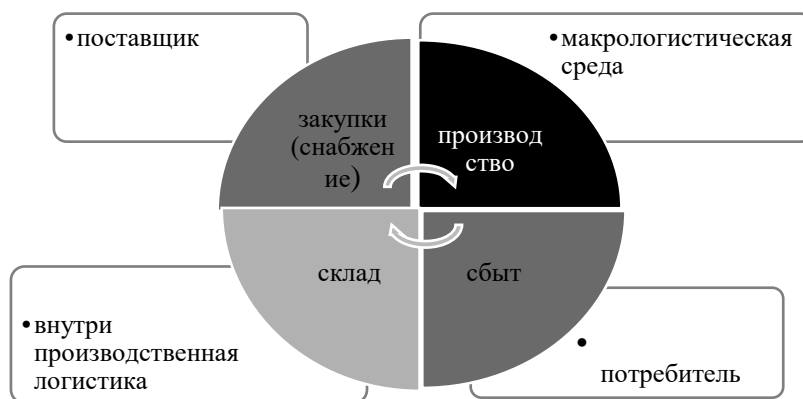 •поставщик
•макрологистическая
среда
закупки
(снабжен
ие)
производ
ство
склад
сбыт
•внутри
производственная
логистика
•
потребитель